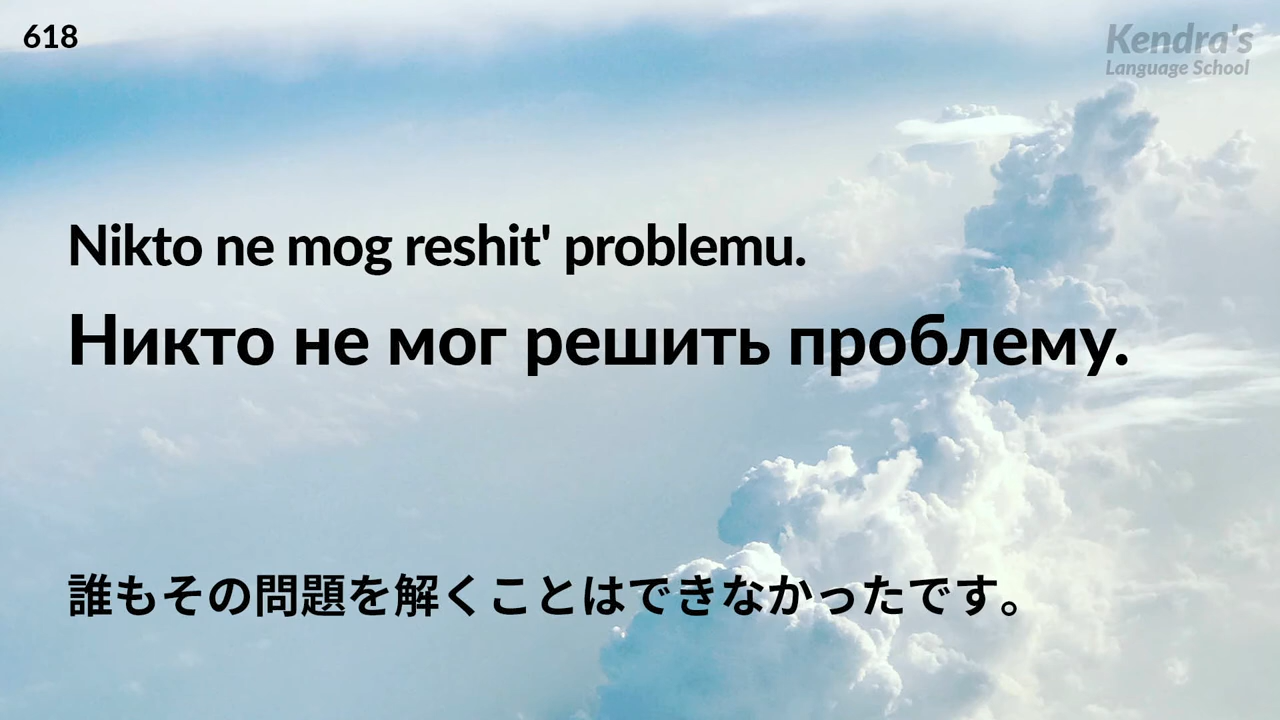 618
Kendra's
Language School
Nikto ne mog reshit' problemu.
Никто не мог решить проблему.
誰もその問題を解くことはできなかったです。